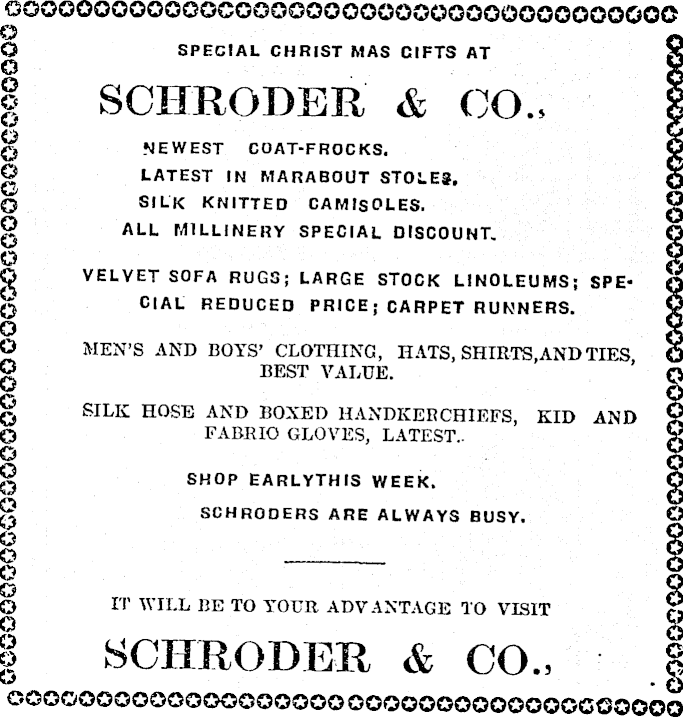 SPECIAL CHRIST MAS GIFTS AT
SCHRODER & CO.,
NEWEST COAT-FROCKS.
LATEST IN MARABOUT STOLES.
SILK KNITTED CAMISOLES.
ALL MILLINERY SPECIAL DISCOUNT.
VELVET SOFA RUGS; LARGE STOCK LINOLEUMS; SPE-
CIAL REDUCED PRICE; CARPET RUNNERS.
MEN'S AND BOYS' CLOTHING, HATS, SHIRTS,AND TIES,
BEST VALUE.
SILK HOSE AND BOXED HANDKERCHIEFS, KID AND
FABRIC GLOVES, LATEST..
SHOP EARLYTHIS WEEK.
SCHRODERS ARE ALWAYS BUSY.
IT WILL BE TO YOUR ADVANTAGE TO VISIT
SCHRODER & CO.,